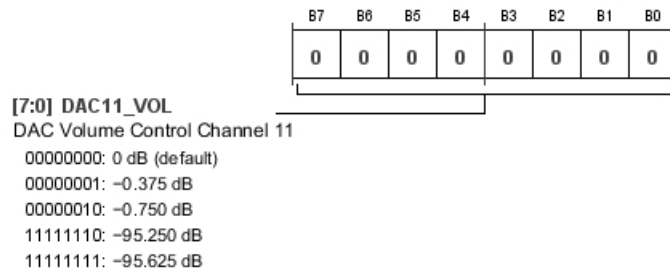 B7 B6 B5 B4 B3 B2 B1 B0
0 0 0 0 0 0 0 0
[7:0] DAC11_VOL
DAC Volume Control Channel 11
00000000: 0 dB (default)
00000001: −0.375 dB
00000010: −0.750 dB
11111110: −95.250 dB
11111111: −95.625 dB